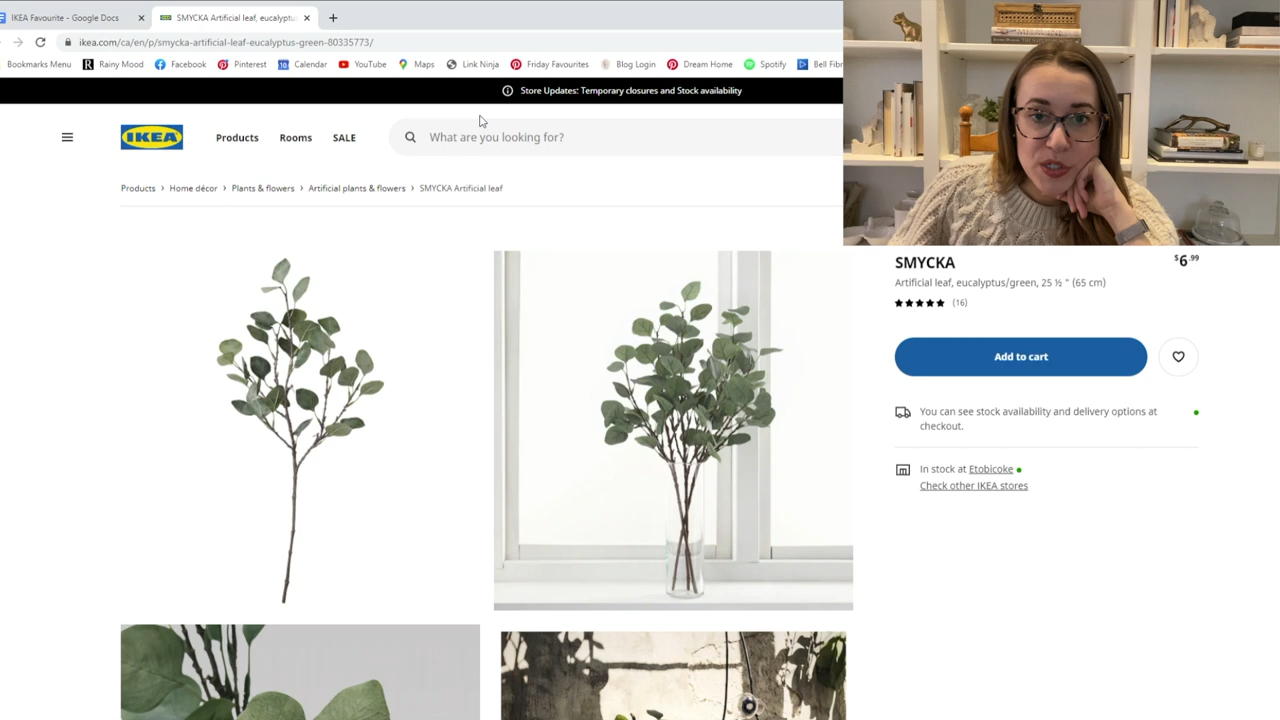 IKEA Favourite - Google Docs
SMYCKA Artificial leaf, eucalyptu
ikea.com/ca/en/p/smycka-artificial-leaf-eucalyptus-green-80335773/
Bookmarks Menu Rainy Mood Facebook Pinterest Calendar YouTube Maps Link Ninja Friday Favourites Blog Login Dream Home Spotify Bell Fib
Store Updates: Temporary closures and Stock availability
IKEA Products Rooms SALE What are you looking for?
Products > Home décor > Plants & flowers > Artificial plants & flowers > SMYCKA Artificial leaf
SMYCKA $6.99
Artificial leaf, eucalyptus/green, 25 ½ " (65 cm)
(16)
Add to cart
You can see stock availability and delivery options at
checkout.
In stock at Etobicoke
Check other IKEA stores